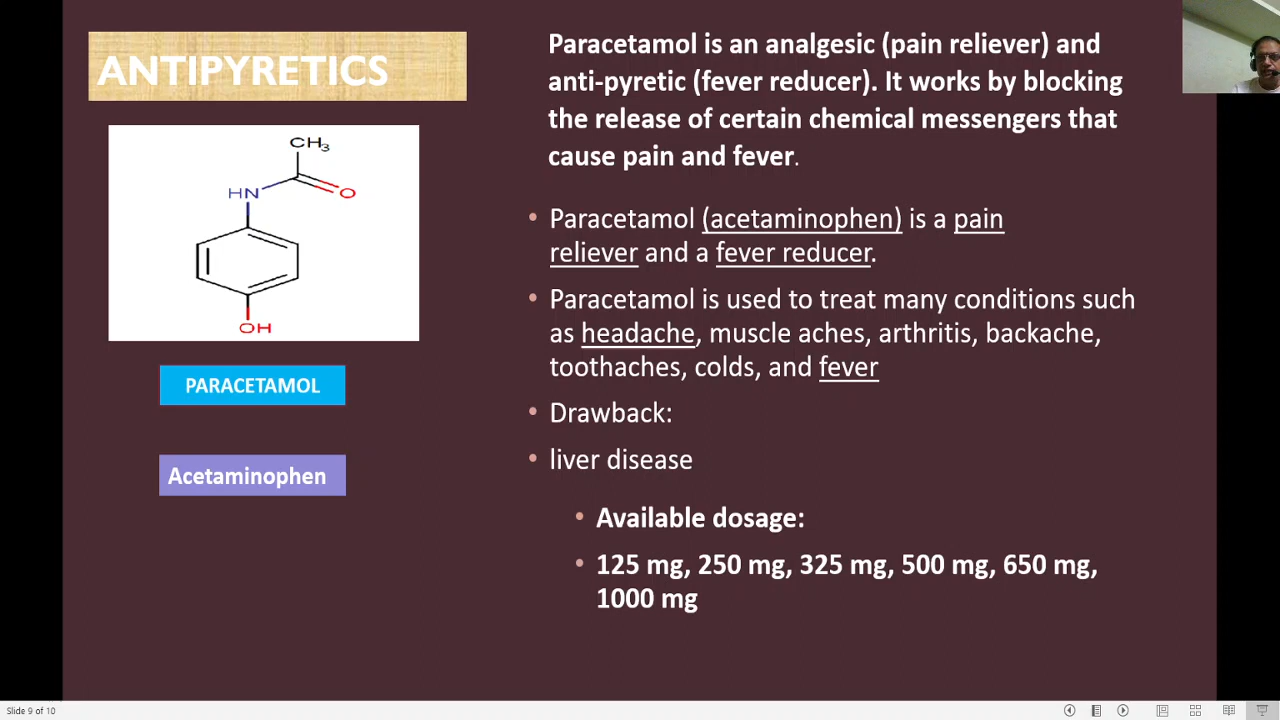 ANTIPYRETICS
CH3
HN
O
OH
PARACETAMOL
Acetaminophen
Paracetamol is an analgesic (pain reliever) and
anti-pyretic (fever reducer). It works by blocking
the release of certain chemical messengers that
cause pain and fever.
• Paracetamol (acetaminophen) is a pain
reliever and a fever reducer.
• Paracetamol is used to treat many conditions such
as headache, muscle aches, arthritis, backache,
toothaches, colds, and fever
• Drawback:
• liver disease
• Available dosage:
• 125 mg, 250 mg, 325 mg, 500 mg, 650 mg,
1000 mg
Slide 9 of 10